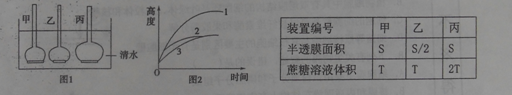 甲 乙 丙
清水
图1
高度
1
2
3
O
时间
图2
装置编号 甲 乙 丙
半透膜面积 S S/2 S
蔗糖溶液体积 T T 2T